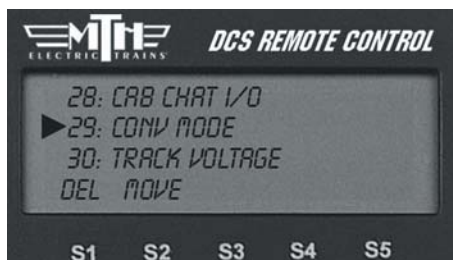 MTH DCS REMOTE CONTROL
ELECTRIC TRAINS
28: CAB CHAT I/O
29: CONV MODE
30: TRACK VOLTAGE
DEL MOVE
S1 S2 S3 S4 S5